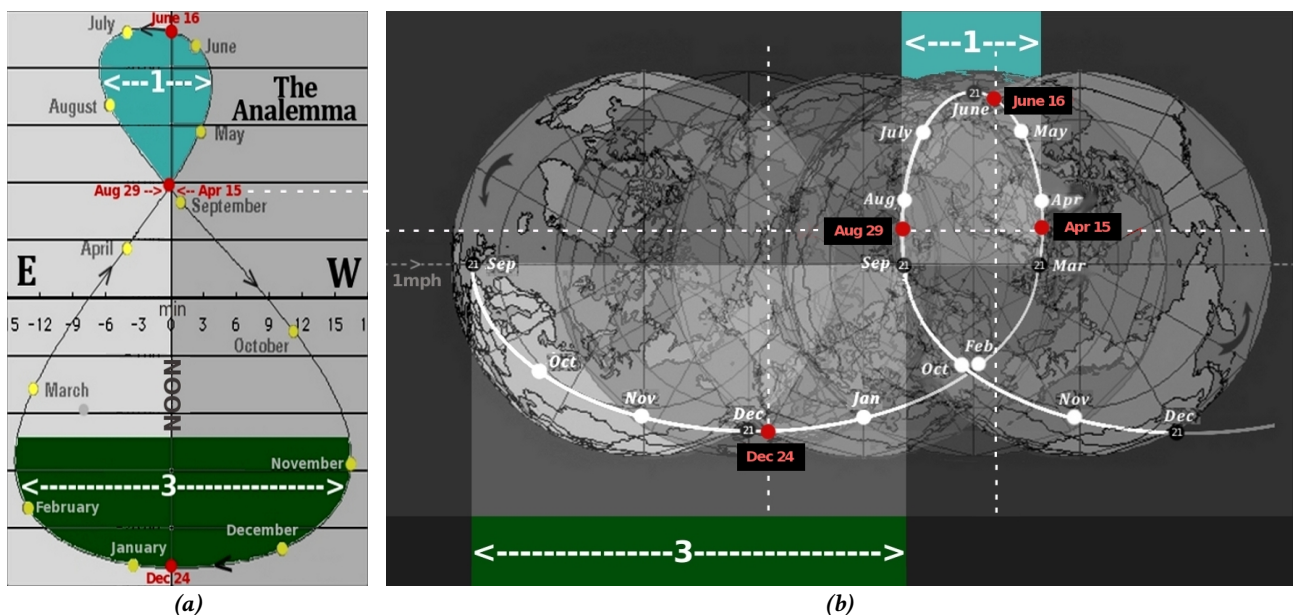 July
June 16
June
<---1--->
The
Analemma
August
May
Aug 29 -->
<-- Apr 15
September
April
E
W
min
15 -12 -9 -6 -3 0 3 6 9 12 15 1
October
NOON
March
November
<--------------3-------------->
February
December
January
Dec 24
(a)
<---1--->
21
June
June 16
July
May
Aug
Apr
Aug 29
Apr 15
21
Sep
Sep
21
21
Mar
--->
1mph
Oct
Oct
Feb
Nov
Dec
21
Jan
Nov
Dec
21
Dec 24
<---------------3--------------->
(b)